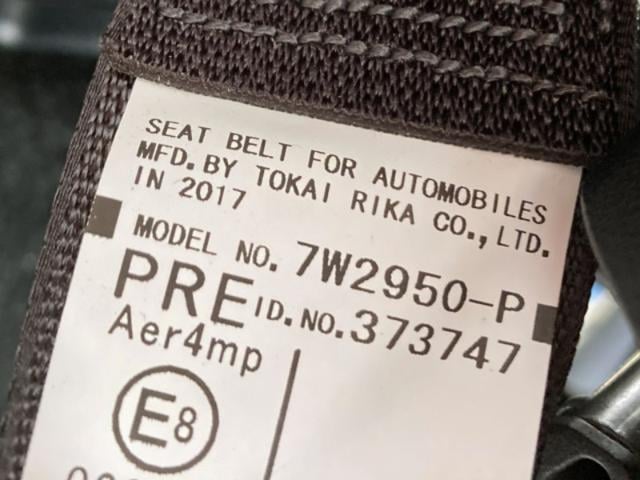 SEAT BELT FOR AUTOMOBILES
MFD. BY TOKAI RIKA CO., LTD.
IN 2017
MODEL NO. 7W2950-P
PRE ID. NO. 373747
Aer4mp
E8